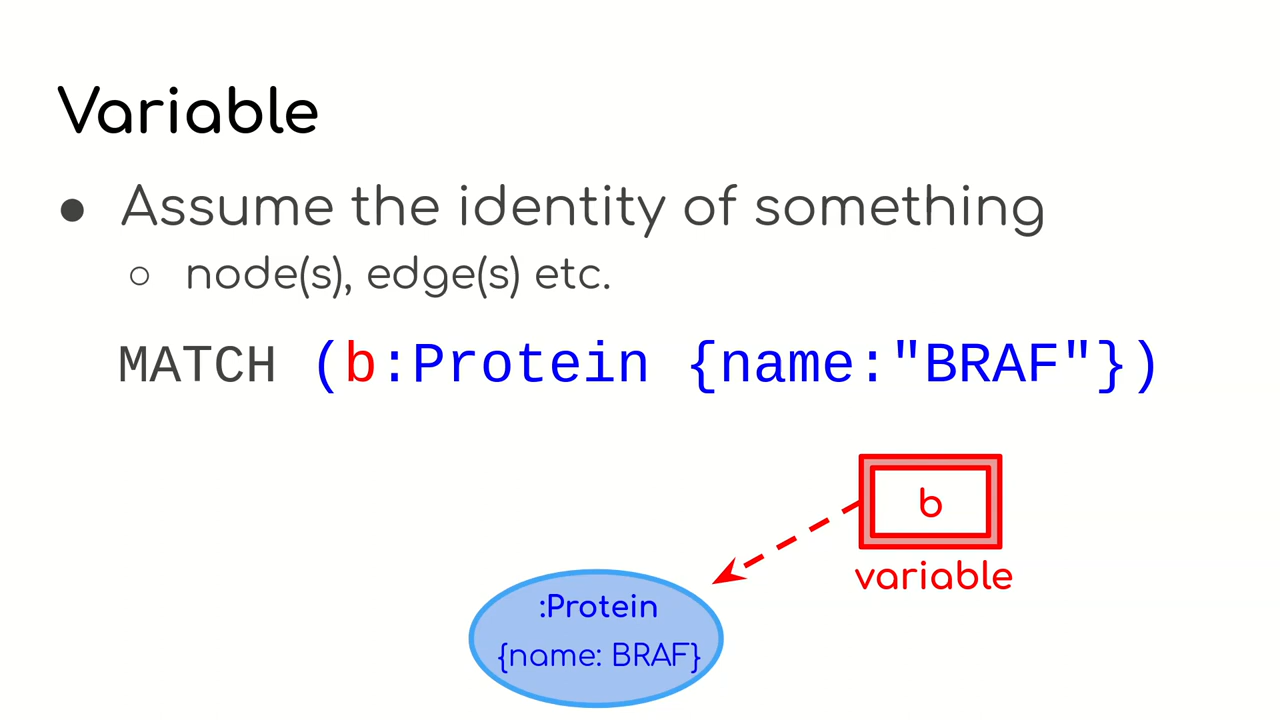 Variable
● Assume the identity of something
○ node(s), edge(s) etc.
MATCH (b:Protein {name:"BRAF"})
b
variable
:Protein
{name: BRAF}